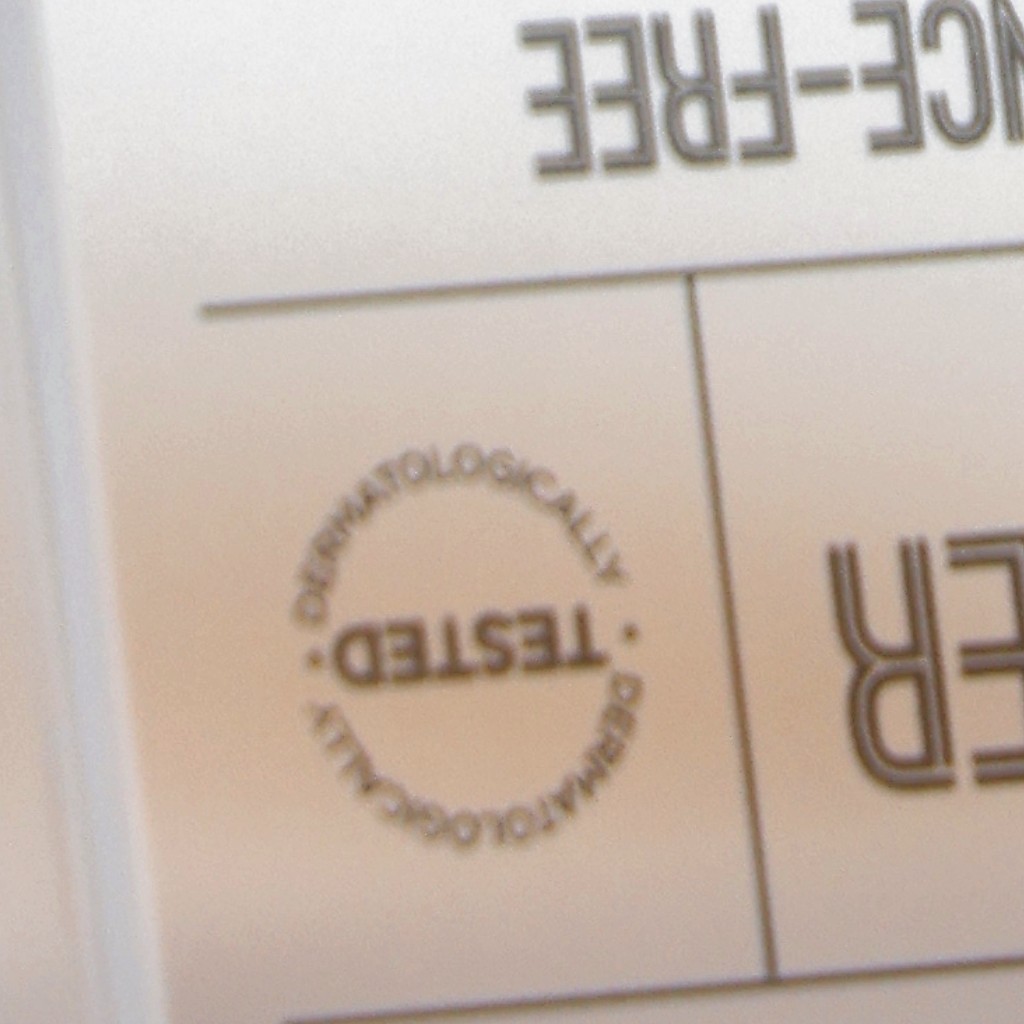 ER
DERMATOLOGICALLY ·
TESTED
DERMATOLOGICALLY ·
NCE-FREE